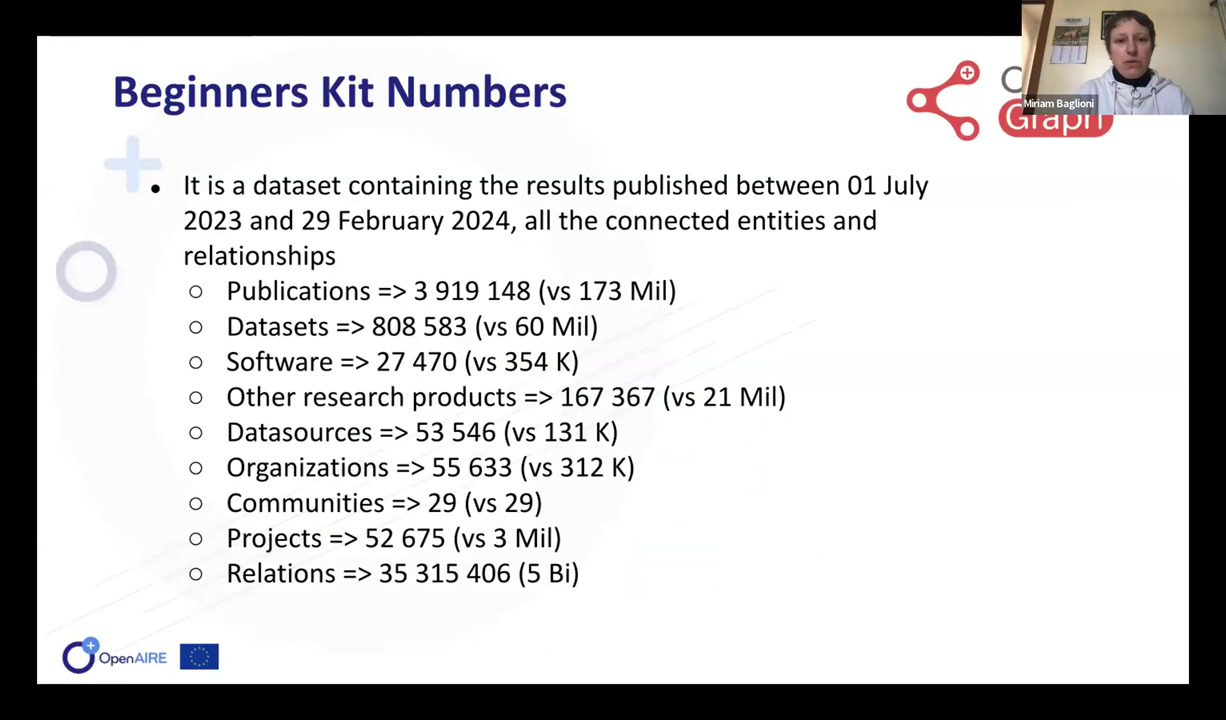 Beginners Kit Numbers
Miriam Baglioni
Graph
• It is a dataset containing the results published between 01 July
2023 and 29 February 2024, all the connected entities and
relationships
○ Publications => 3 919 148 (vs 173 Mil)
○ Datasets => 808 583 (vs 60 Mil)
○ Software => 27 470 (vs 354 K)
○ Other research products => 167 367 (vs 21 Mil)
○ Datasources => 53 546 (vs 131 K)
○ Organizations => 55 633 (vs 312 K)
○ Communities => 29 (vs 29)
○ Projects => 52 675 (vs 3 Mil)
○ Relations => 35 315 406 (5 Bi)
OpenAIRE